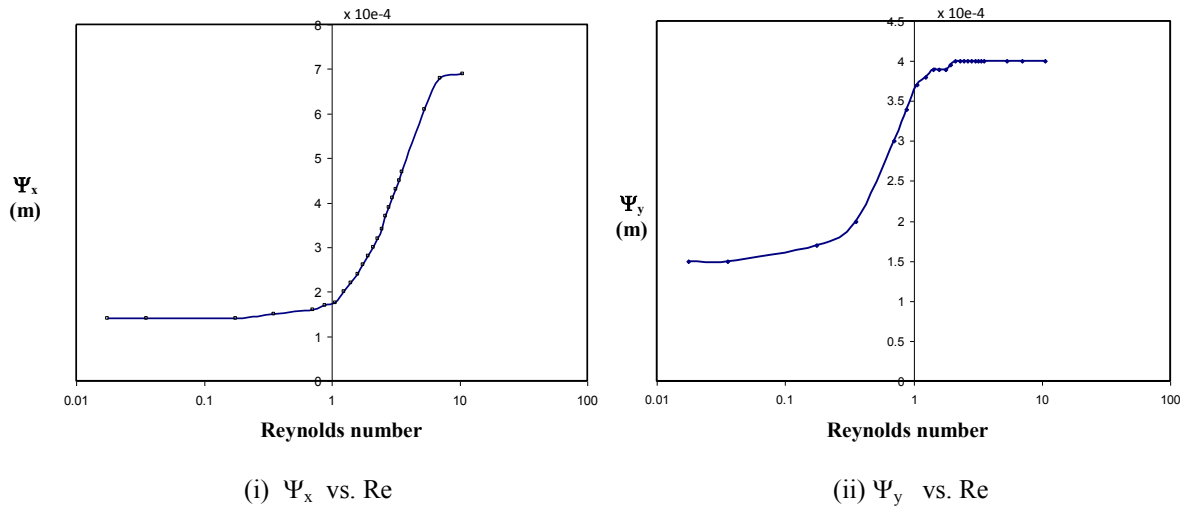 x 10e-4
8
7
6
5
4
3
2
1
0
0.01 0.1 1 10 100
Ψx
(m)
Reynolds number
(i) Ψx vs. Re
x 10e-4
4.5
4
3.5
3
2.5
2
1.5
1
0.5
0
0.01 0.1 1 10 100
Ψy
(m)
Reynolds number
(ii) Ψy vs. Re